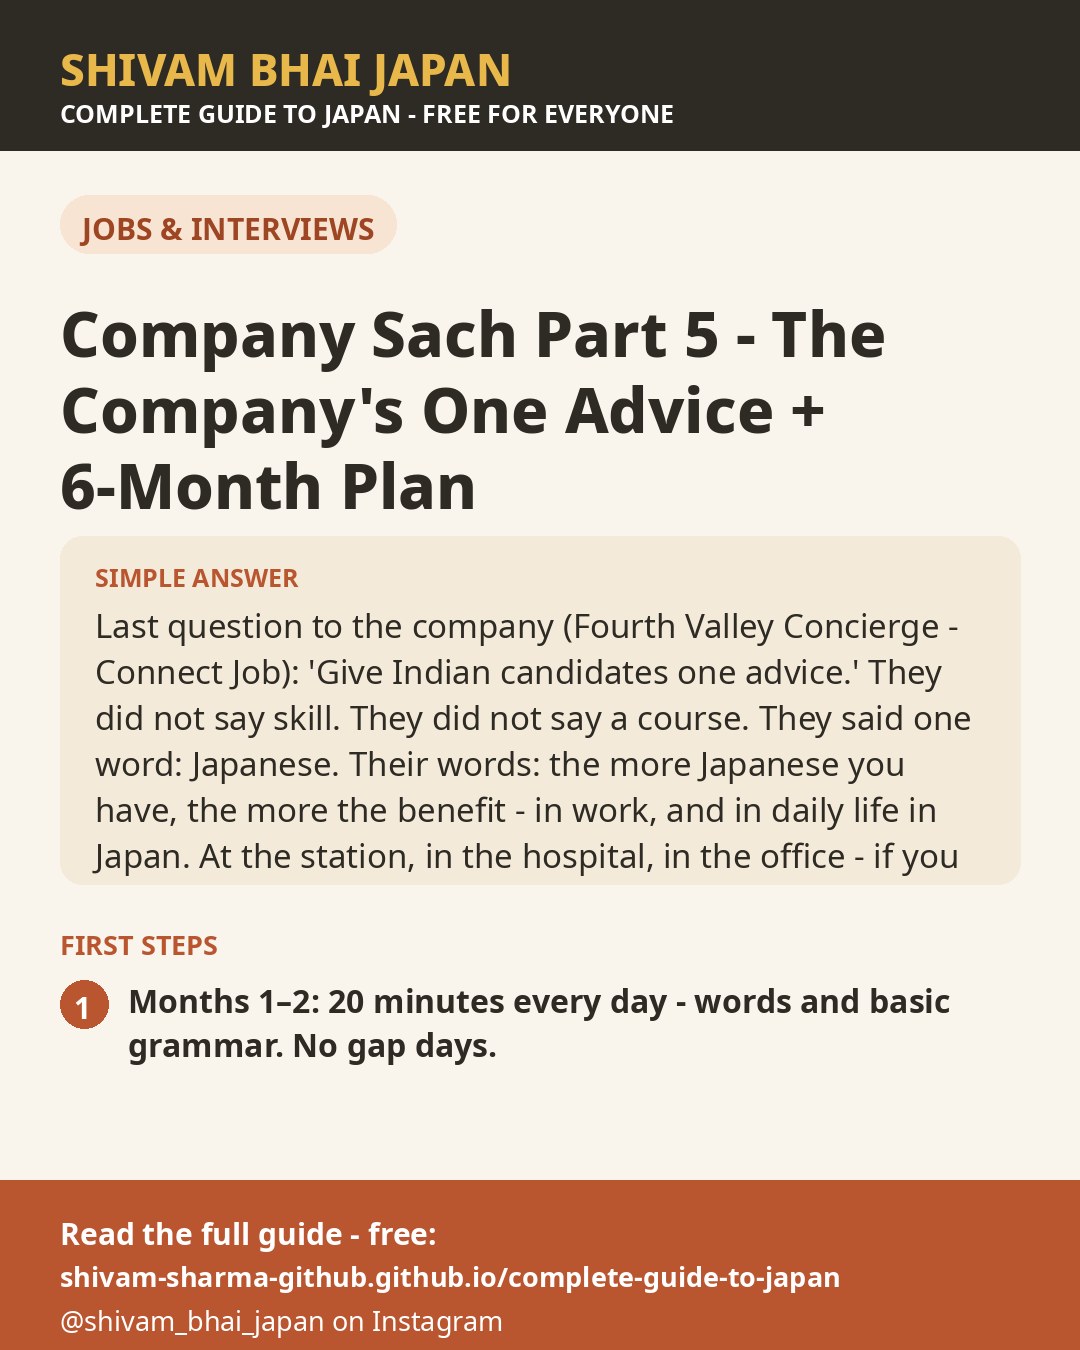 SHIVAM BHAI JAPAN
COMPLETE GUIDE TO JAPAN - FREE FOR EVERYONE
JOBS & INTERVIEWS
Company Sach Part 5 - The
Company's One Advice +
6-Month Plan
SIMPLE ANSWER
Last question to the company (Fourth Valley Concierge -
Connect Job): 'Give Indian candidates one advice.' They
did not say skill. They did not say a course. They said one
word: Japanese. Their words: the more Japanese you
have, the more the benefit - in work, and in daily life in
Japan. At the station, in the hospital, in the office - if you
FIRST STEPS
1 Months 1–2: 20 minutes every day - words and basic
grammar. No gap days.
Read the full guide - free:
shivam-sharma-github.github.io/complete-guide-to-japan
@shivam_bhai_japan on Instagram